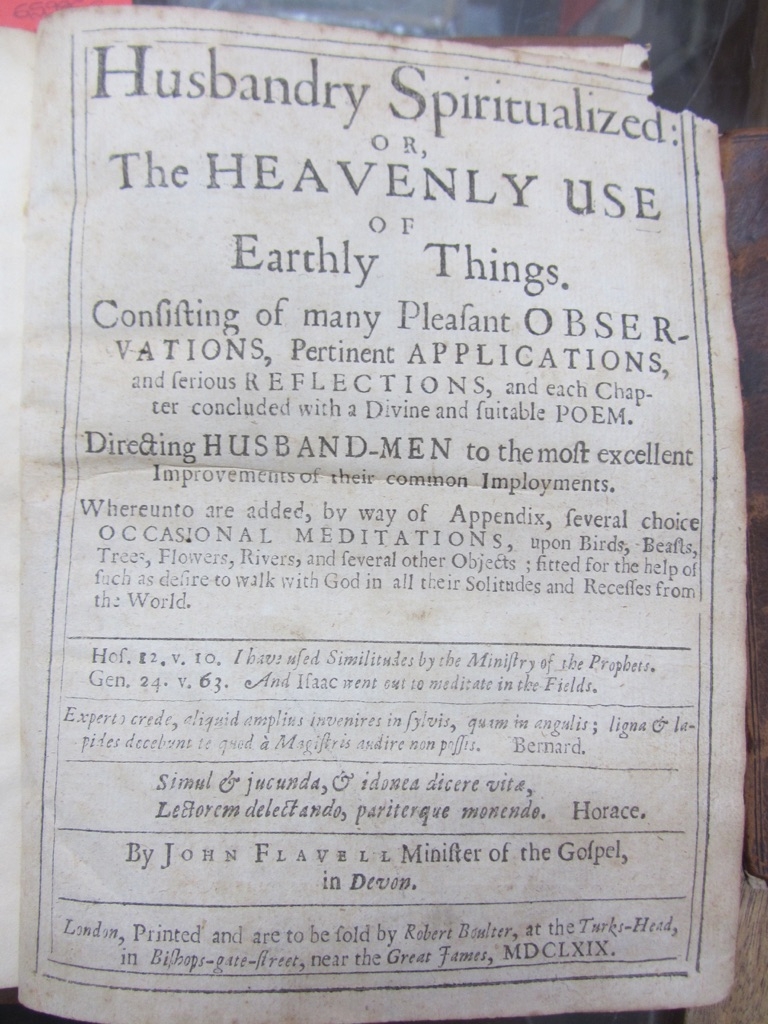 Husbandry Spiritualized:
OR,
The HEAVENLY USE
OF
Earthly Things.
Conſiſting of many Pleaſant OBSER-
VATIONS, Pertinent APPLICATIONS,
and ſerious REFLECTIONS, and each Chap-
ter concluded with a Divine and ſuitable POEM.
Directing HUSBAND-MEN to the moſt excellent
Improvements of their common Imployments.
Whereunto are added, by way of Appendix, ſeveral choice
OCCASIONAL MEDITATIONS, upon Birds, Beaſts,
Trees, Flowers, Rivers, and ſeveral other Objects ; fitted for the help of
ſuch as deſire to walk with God in all their Solitudes and Receſſes from
the World.
Hoſ. 12. v. 10. I have uſed Similitudes by the Miniſtry of the Prophets.
Gen. 24. v. 63. And Iſaac went out to meditate in the Fields.
Experto crede, aliquid amplius invenires in ſylvis, quam in angulis ; ligna & la-
pides docebunt te quod à Magiſtris audire non poſſis. Bernard.
Simul & jucunda, & idonea dicere vitæ,
Lectorem delectando, pariterque monendo. Horace.
By JOHN FLAVELL Miniſter of the Goſpel,
in Devon.
London, Printed and are to be ſold by Robert Boulter, at the Turks-Head,
in Biſhops-gate-ſtreet, near the Great James, MDCLXIX.